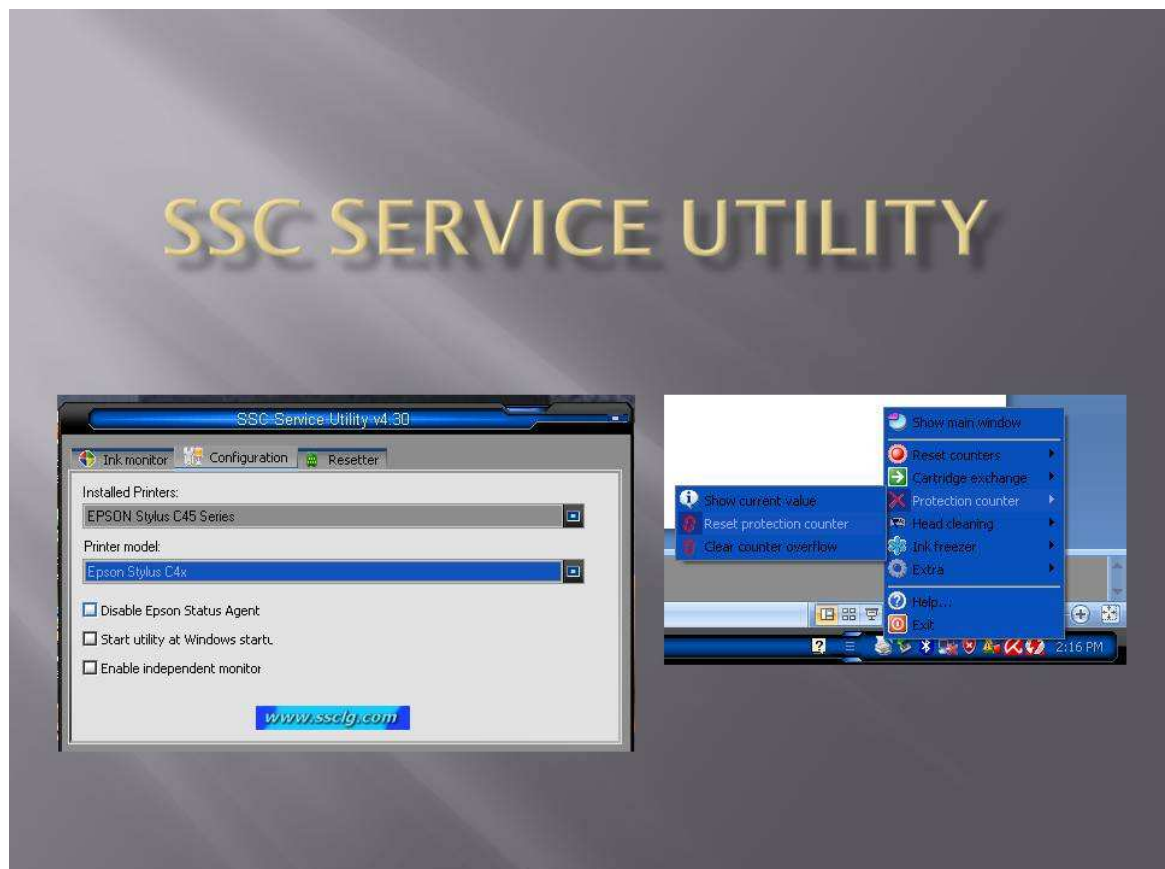 SSC SERVICE UTILITY
SSC Service Utility v4.30
Ink monitor
Configuration
Resetter
Installed Printers:
EPSON Stylus C45 Series
Printer model:
Epson Stylus C4x
Disable Epson Status Agent
Start utility at Windows startu
Enable independent monitor
www.ssclg.com
Show main window
Reset counters
Cartridge exchange
Protection counter
Head cleaning
Ink freezer
Extra
Help...
Exit
Show current value
Reset protection counter
Clear counter overflow
2:16 PM